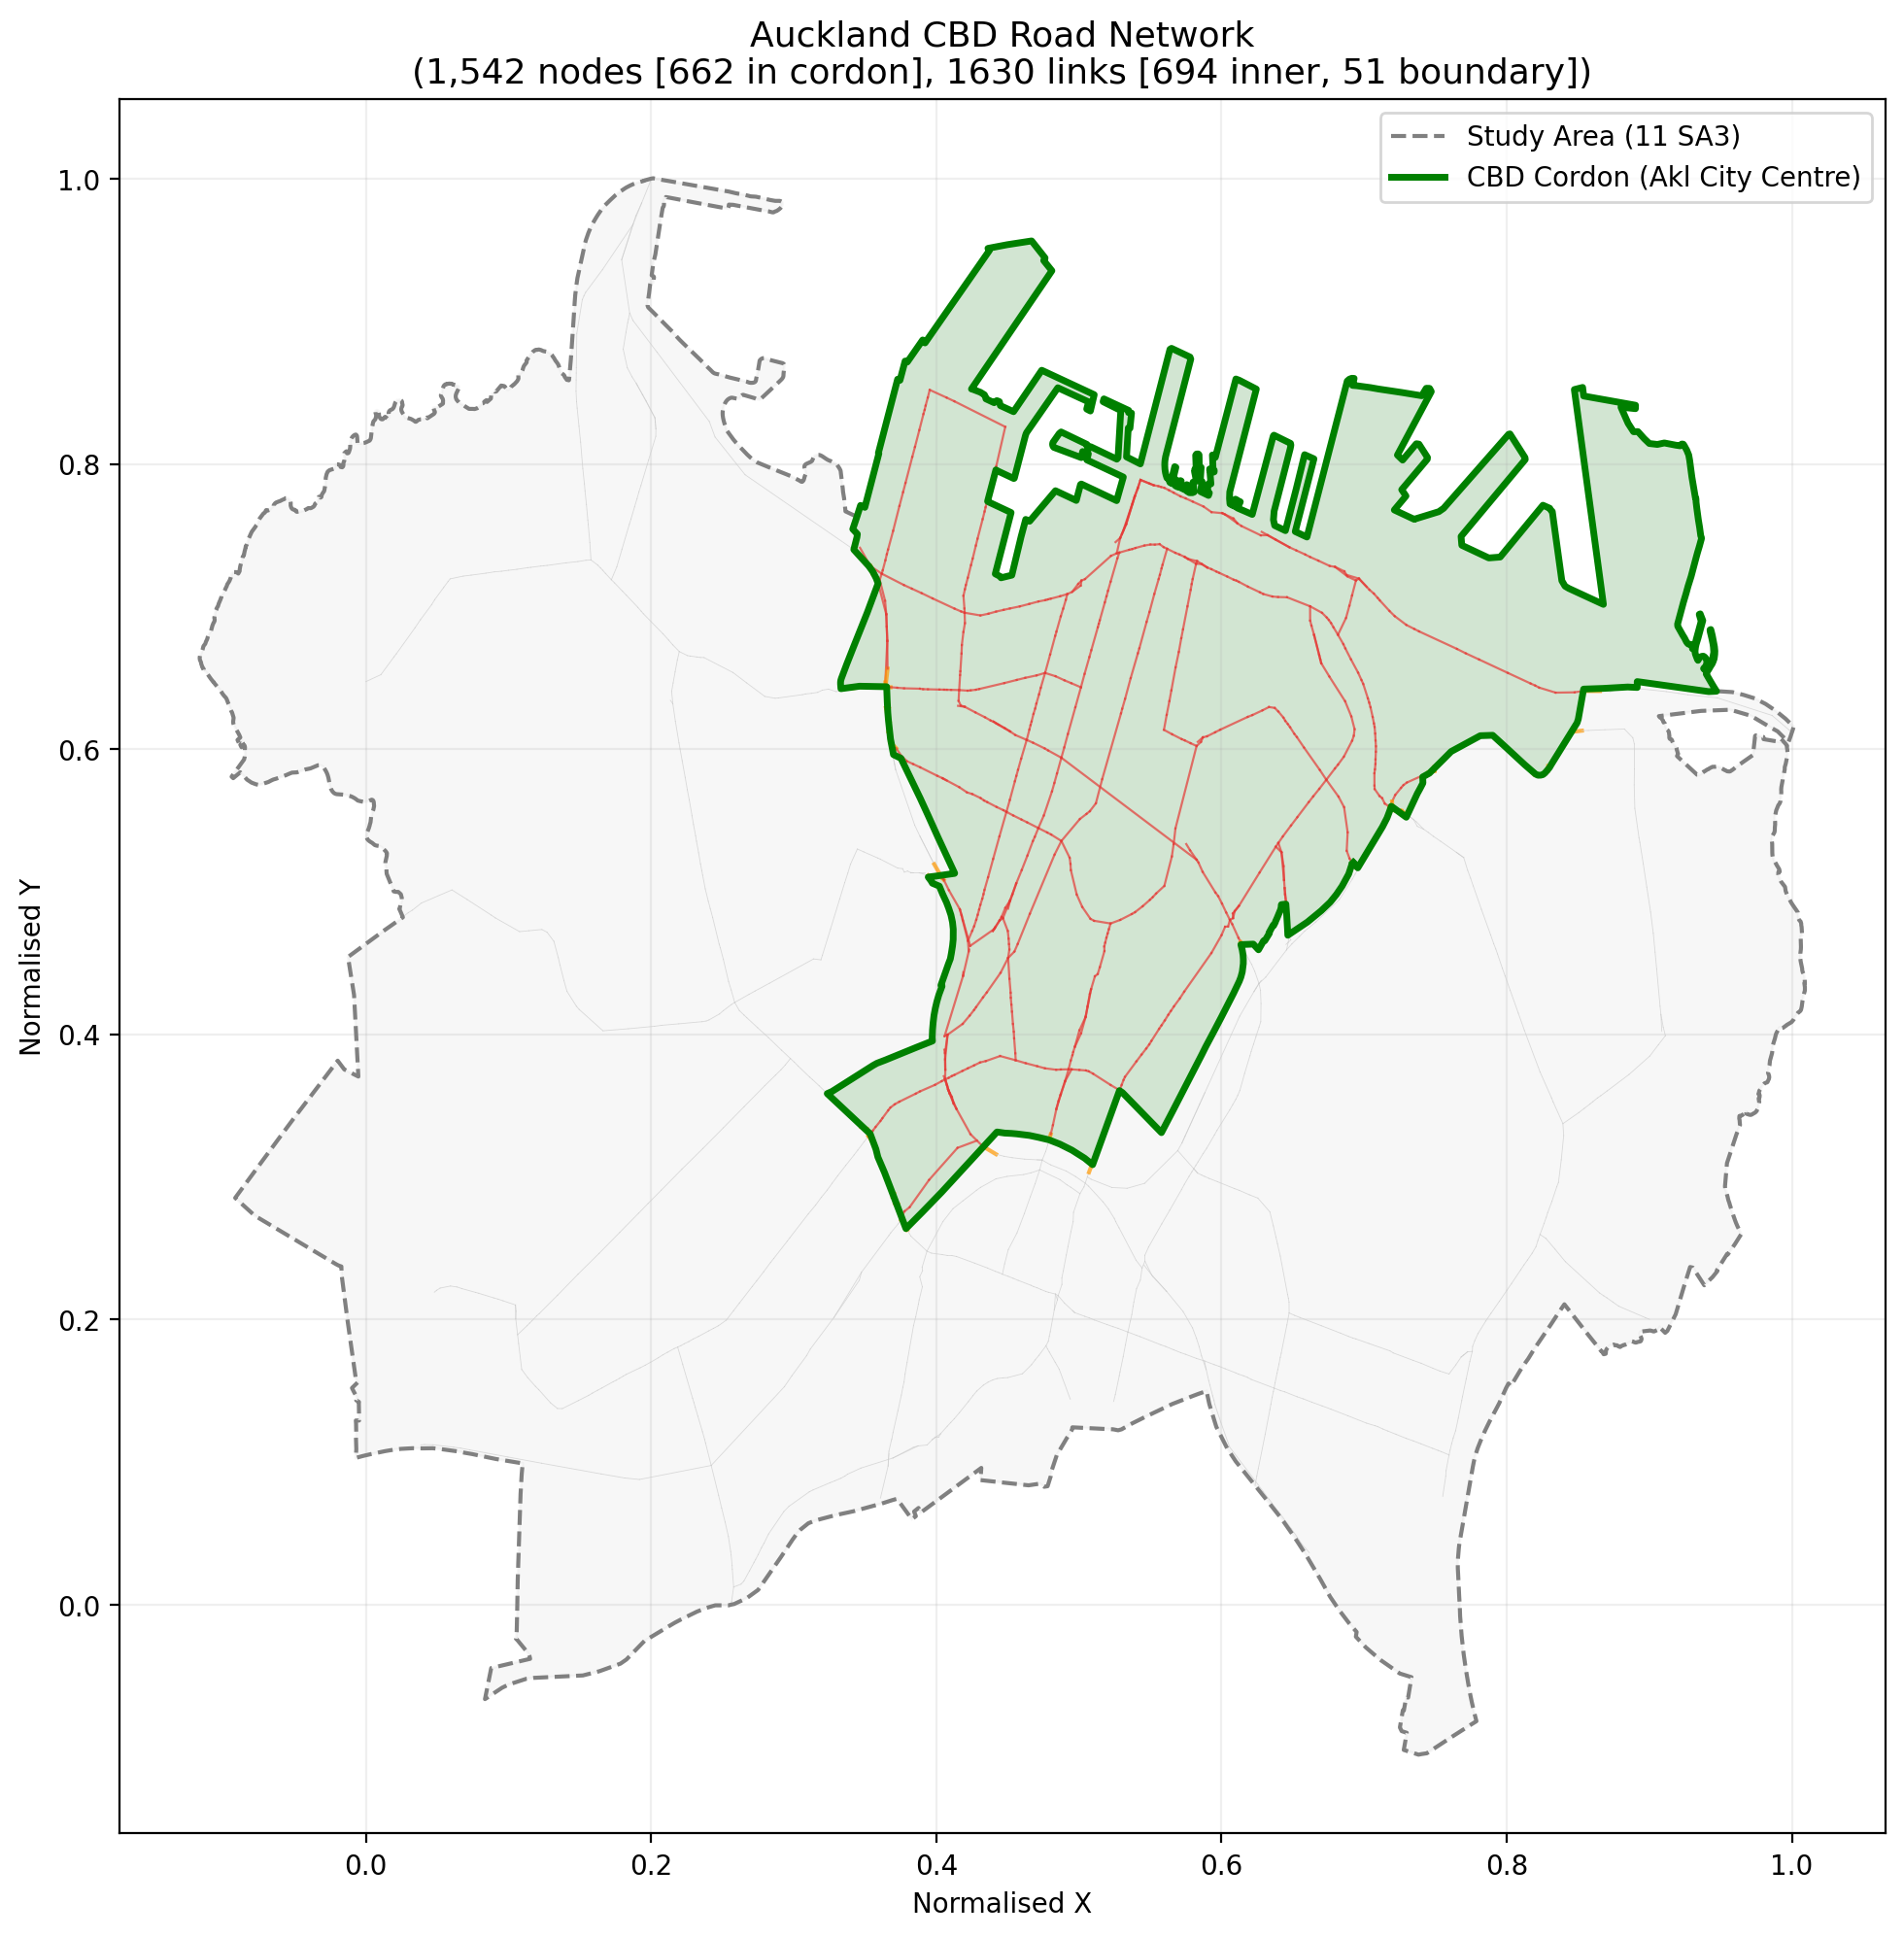 Auckland CBD Road Network
(1,542 nodes [662 in cordon], 1630 links [694 inner, 51 boundary])
Study Area (11 SA3)
CBD Cordon (Akl City Centre)
1.0
0.8
0.6
0.4
0.2
0.0
Normalised Y
0.0
0.2
0.4
0.6
0.8
1.0
Normalised X